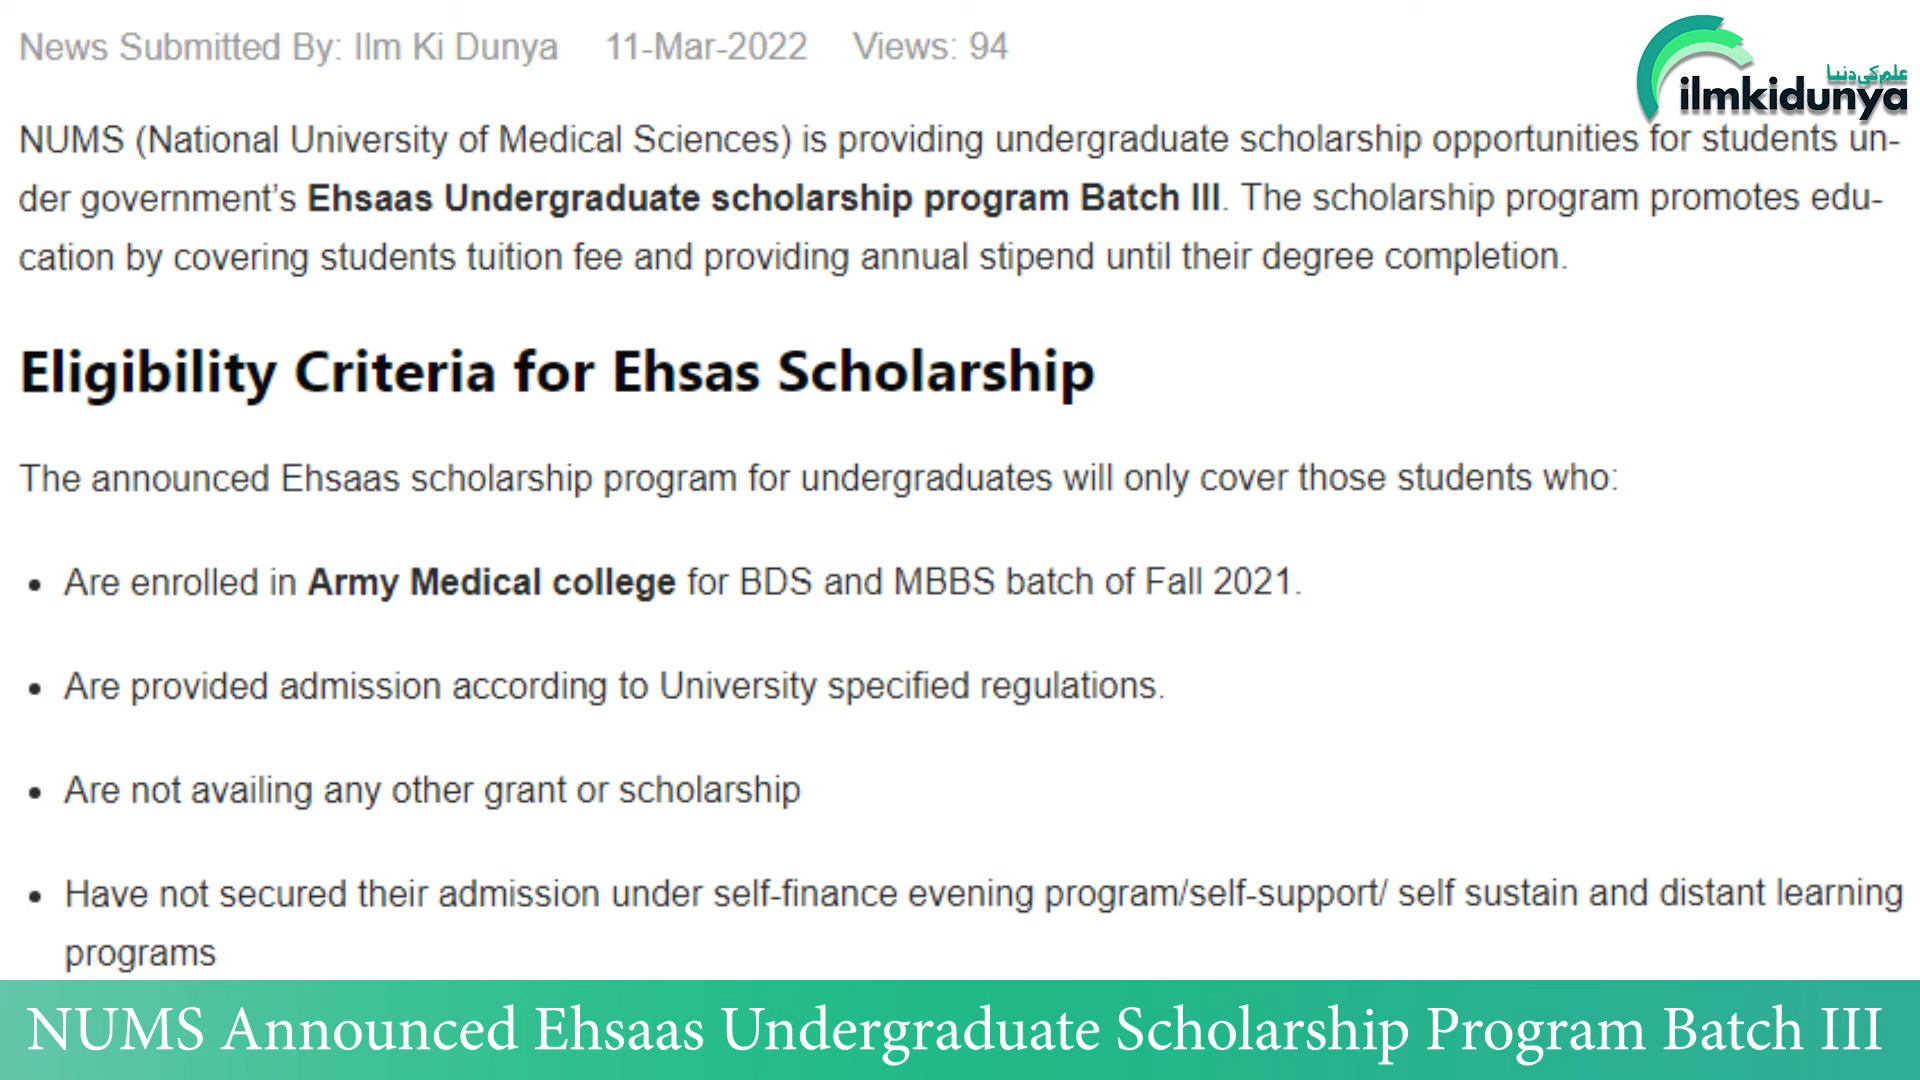 News Submitted By: Ilm Ki Dunya 11-Mar-2022 Views: 94
علم کی دنیا
ilmkidunya
NUMS (National University of Medical Sciences) is providing undergraduate scholarship opportunities for students un-
der government’s Ehsaas Undergraduate scholarship program Batch III. The scholarship program promotes edu-
cation by covering students tuition fee and providing annual stipend until their degree completion.
Eligibility Criteria for Ehsas Scholarship
The announced Ehsaas scholarship program for undergraduates will only cover those students who:
• Are enrolled in Army Medical college for BDS and MBBS batch of Fall 2021.
• Are provided admission according to University specified regulations.
• Are not availing any other grant or scholarship
• Have not secured their admission under self-finance evening program/self-support/ self sustain and distant learning
programs
NUMS Announced Ehsaas Undergraduate Scholarship Program Batch III